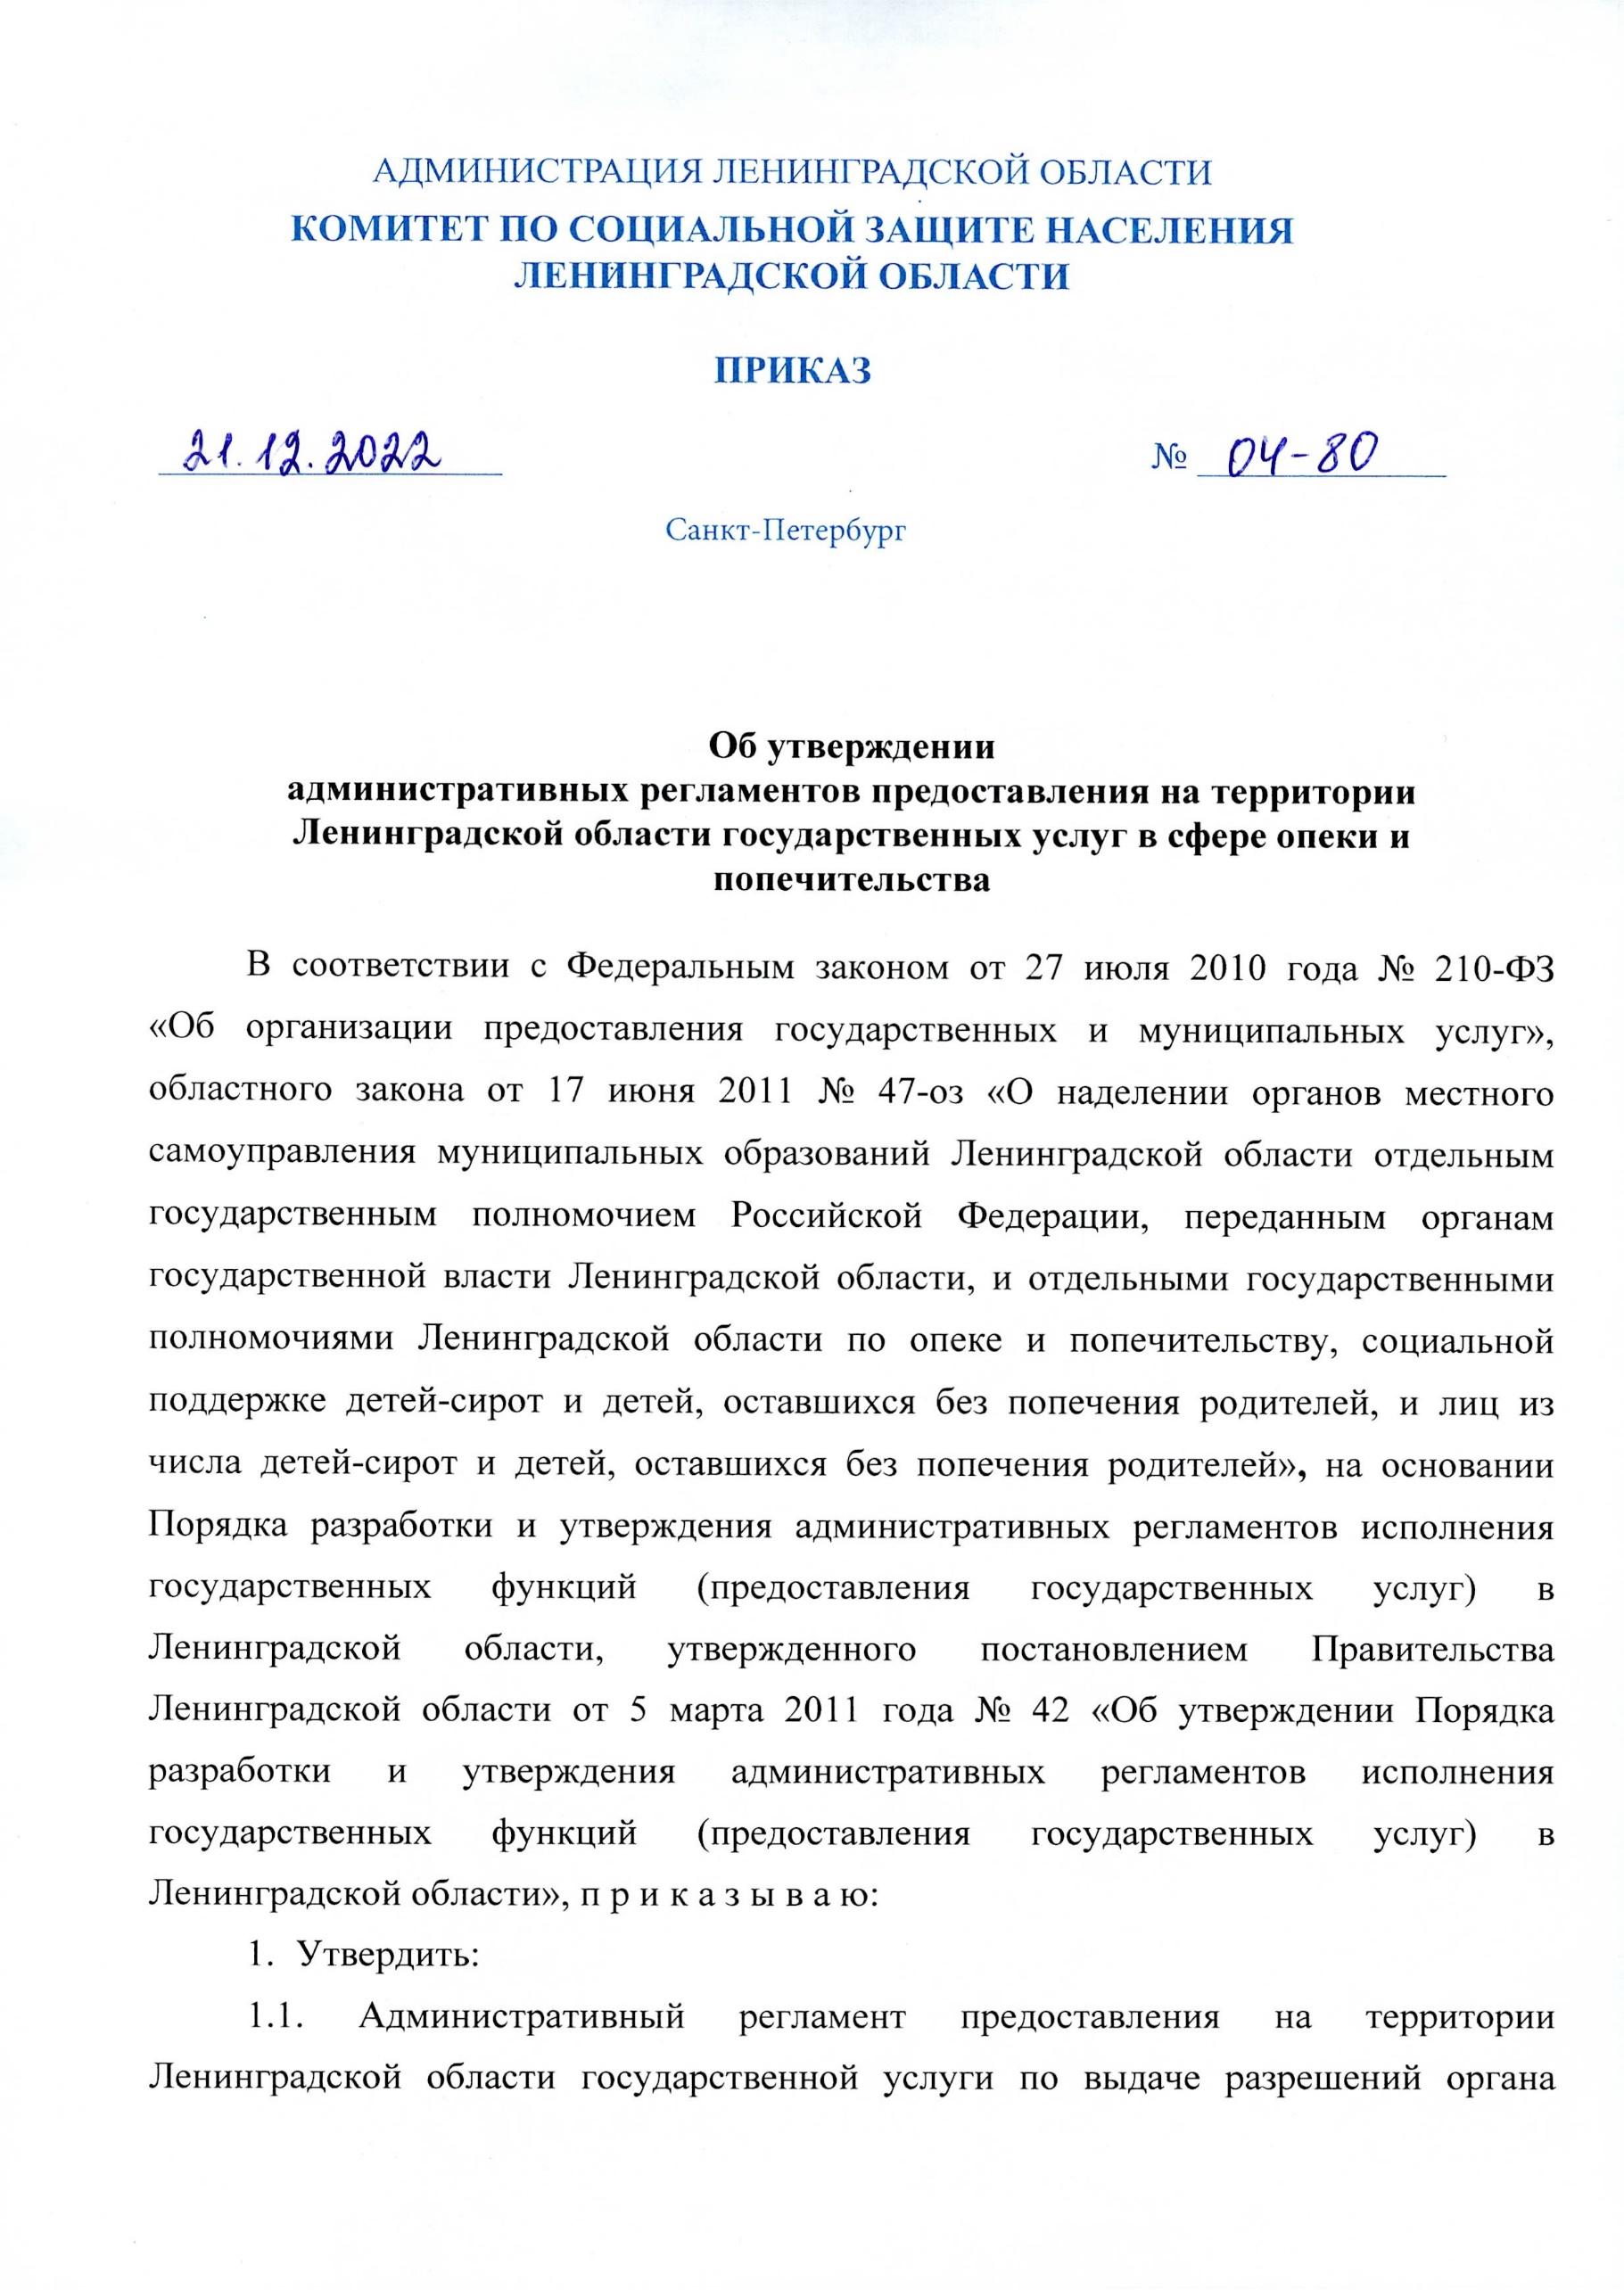 АДМИНИСТРАЦИЯ ЛЕНИНГРАДСКОЙ ОБЛАСТИ
КОМИТЕТ ПО СОЦИАЛЬНОЙ ЗАЩИТЕ НАСЕЛЕНИЯ
ЛЕНИНГРАДСКОЙ ОБЛАСТИ
ПРИКАЗ
21.12.2022 № 04-80
Санкт-Петербург
Об утверждении
административных регламентов предоставления на территории
Ленинградской области государственных услуг в сфере опеки и
попечительства
В соответствии с Федеральным законом от 27 июля 2010 года № 210-ФЗ
«Об организации предоставления государственных и муниципальных услуг»,
областного закона от 17 июня 2011 № 47-оз «О наделении органов местного
самоуправления муниципальных образований Ленинградской области отдельным
государственным полномочием Российской Федерации, переданным органам
государственной власти Ленинградской области, и отдельными государственными
полномочиями Ленинградской области по опеке и попечительству, социальной
поддержке детей-сирот и детей, оставшихся без попечения родителей, и лиц из
числа детей-сирот и детей, оставшихся без попечения родителей», на основании
Порядка разработки и утверждения административных регламентов исполнения
государственных функций (предоставления государственных услуг) в
Ленинградской области, утвержденного постановлением Правительства
Ленинградской области от 5 марта 2011 года № 42 «Об утверждении Порядка
разработки и утверждения административных регламентов исполнения
государственных функций (предоставления государственных услуг) в
Ленинградской области», п р и к а з ы в а ю:
1. Утвердить:
1.1. Административный регламент предоставления на территории
Ленинградской области государственной услуги по выдаче разрешений органа